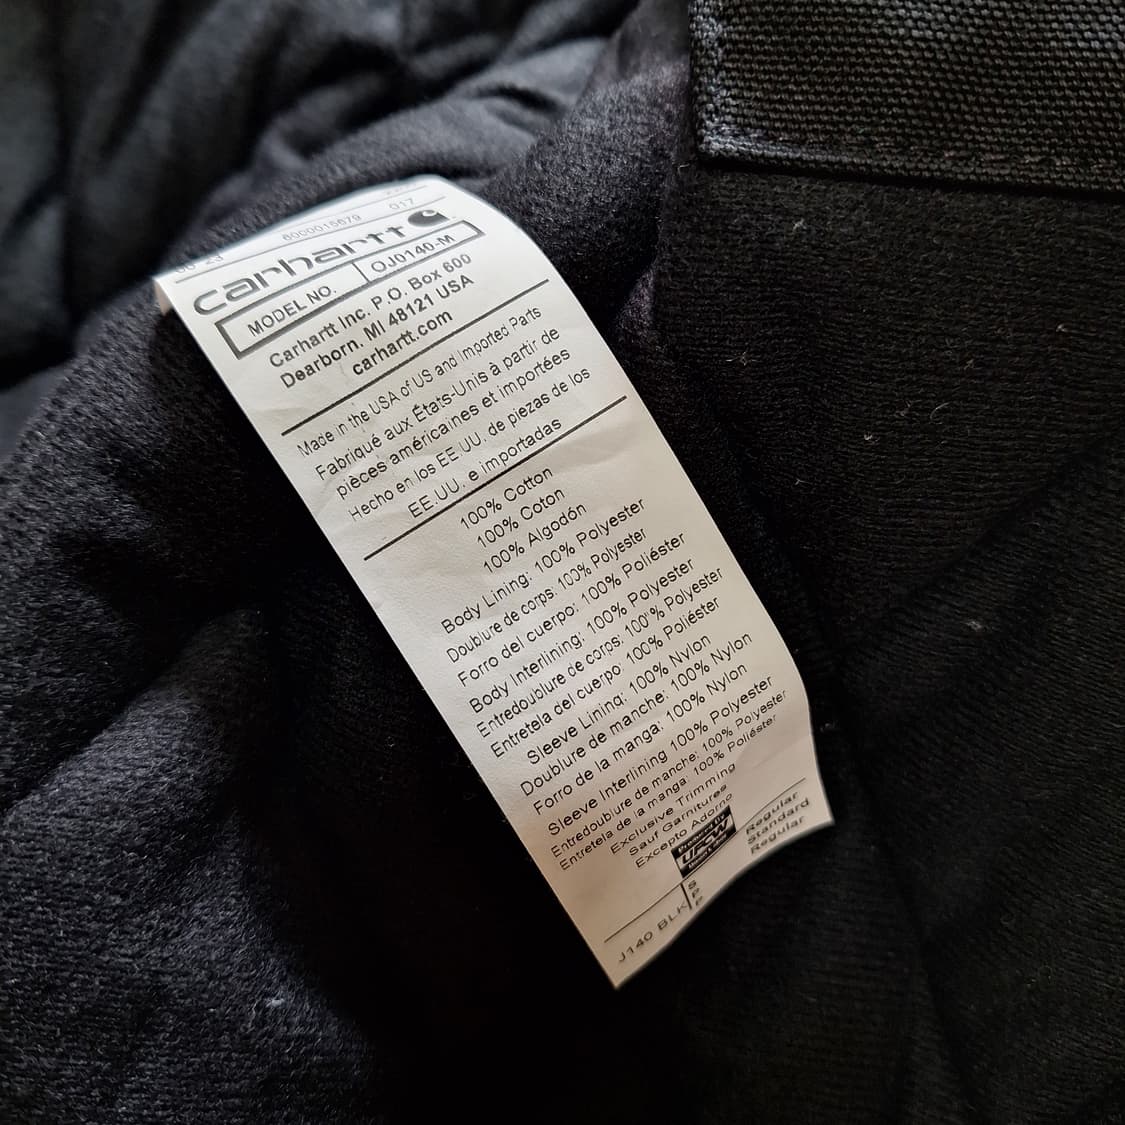 6000015679 017
carhartt
MODEL NO. OJ0140-M
Carhartt Inc. P.O. Box 600
Dearborn, MI 48121 USA
carhartt.com
Made in the USA of US and Imported Parts
Fabriqué aux États-Unis à partir de
pièces américaines et importées
Hecho en los EE UU. de piezas de los
EE.UU. e importadas
100% Cotton
100% Coton
100% Algodón
Body Lining: 100% Polyester
Doublure de corps: 100% Polyester
Forro del cuerpo: 100% Poliéster
Body Interlining: 100% Polyester
Entredoublure de corps: 100% Polyester
Entretela del cuerpo: 100% Poliéster
Sleeve Lining: 100% Nylon
Doublure de manche: 100% Nylon
Forro de la manga: 100% Nylon
Sleeve Interlining 100% Polyester
Entredoublure de manche: 100% Polyester
Entretela de la manga: 100% Poliéster
Exclusive Trimming
Sauf Garnitures
Excepto Adorno
UFCW
Regular
Standard
Regular
J140 BLK
S
P
P